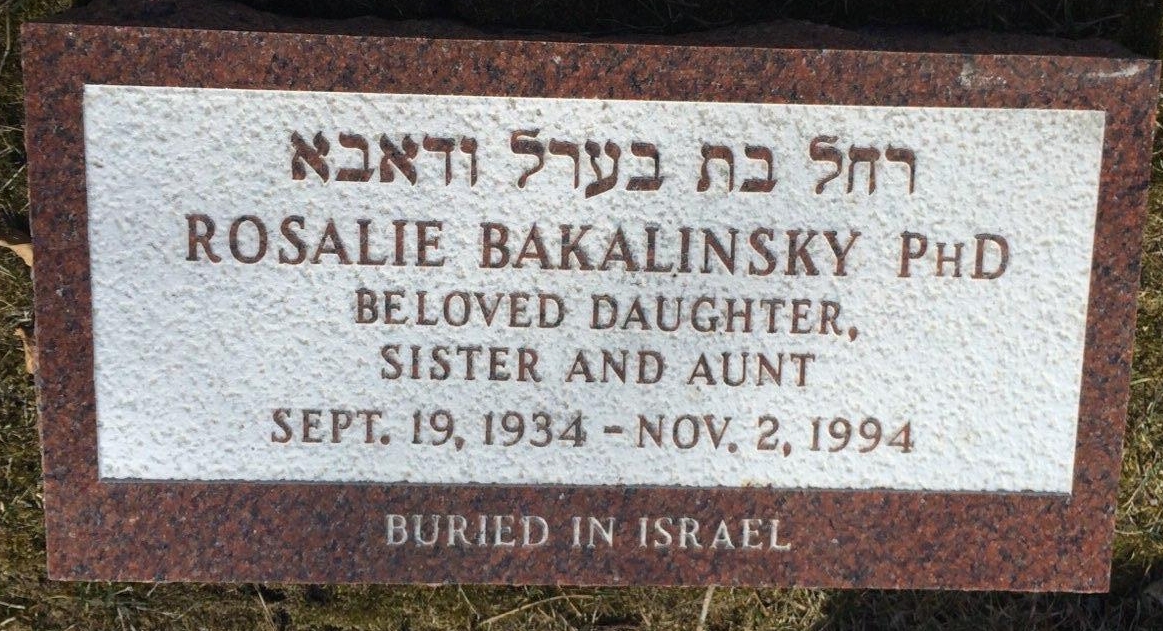 רחל בת בערל ודאבא
ROSALIE BAKALINSKY PHD
BELOVED DAUGHTER,
SISTER AND AUNT
SEPT. 19, 1934 - NOV. 2, 1994
BURIED IN ISRAEL